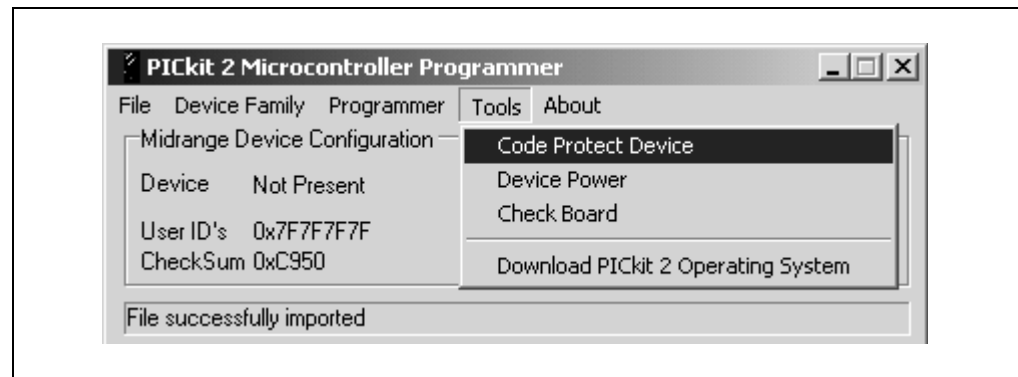 PICkit 2 Microcontroller Programmer
File Device Family Programmer Tools About
Midrange Device Configuration
Device Not Present
User ID's 0x7F7F7F7F
CheckSum 0xC950
Code Protect Device
Device Power
Check Board
Download PICkit 2 Operating System
File successfully imported